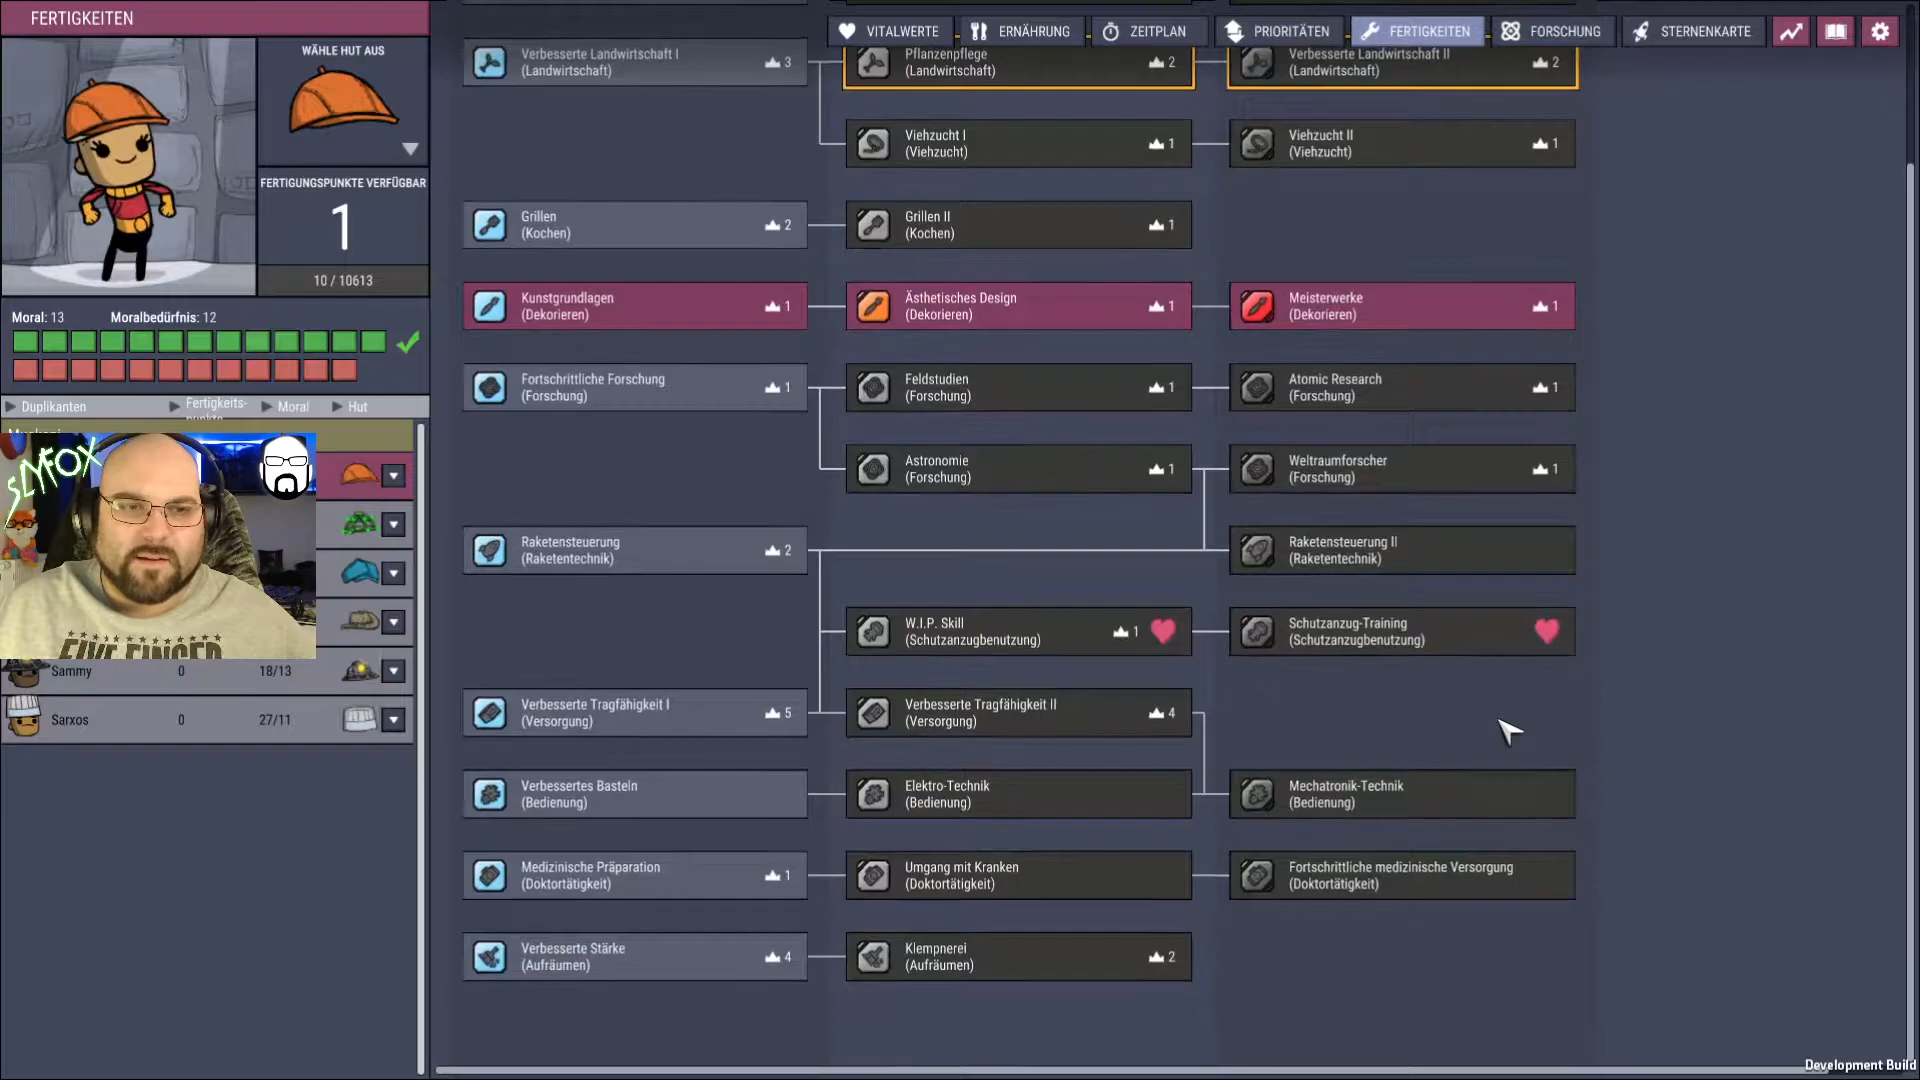 FERTIGKEITEN
VITALWERTE
ERNÄHRUNG
ZEITPLAN
PRIORITÄTEN
FERTIGKEITEN
FORSCHUNG
STERNENKARTE
WÄHLE HUT AUS
FERTIGUNGSPUNKTE VERFÜGBAR
1
10 / 10613
Moral: 13 Moralbedürfnis: 12
Duplikanten
Fertigkeits-
Moral
Hut
SLYFOX
FIVE FINGER
Sammy 0 18/13
Sarxos 0 27/11
Verbesserte Landwirtschaft I
(Landwirtschaft)
3
Pflanzenpflege
(Landwirtschaft)
2
Verbesserte Landwirtschaft II
(Landwirtschaft)
2
Viehzucht I
(Viehzucht)
1
Viehzucht II
(Viehzucht)
1
Grillen
(Kochen)
2
Grillen II
(Kochen)
1
Kunstgrundlagen
(Dekorieren)
1
Ästhetisches Design
(Dekorieren)
1
Meisterwerke
(Dekorieren)
1
Fortschrittliche Forschung
(Forschung)
1
Feldstudien
(Forschung)
1
Atomic Research
(Forschung)
1
Astronomie
(Forschung)
1
Weltraumforscher
(Forschung)
1
Raketensteuerung
(Raketentechnik)
2
Raketensteuerung II
(Raketentechnik)
W.I.P. Skill
(Schutzanzugbenutzung)
1
Schutzanzug-Training
(Schutzanzugbenutzung)
Verbesserte Tragfähigkeit I
(Versorgung)
5
Verbesserte Tragfähigkeit II
(Versorgung)
4
Verbessertes Basteln
(Bedienung)
Elektro-Technik
(Bedienung)
Mechatronik-Technik
(Bedienung)
Medizinische Präparation
(Doktortätigkeit)
1
Umgang mit Kranken
(Doktortätigkeit)
Fortschrittliche medizinische Versorgung
(Doktortätigkeit)
Verbesserte Stärke
(Aufräumen)
4
Klempnerei
(Aufräumen)
2
Development Build